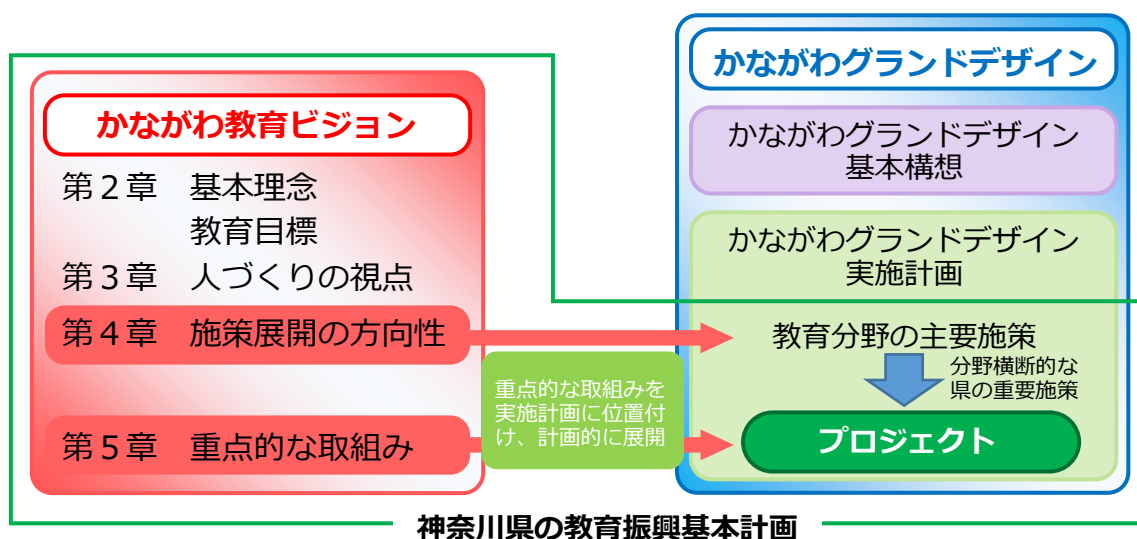 かながわ教育ビジョン
第２章　基本理念
教育目標
第３章　人づくりの視点
第４章　施策展開の方向性
第５章　重点的な取組み
重点的な取組みを
実施計画に位置付
け、計画的に展開
かながわグランドデザイン
かながわグランドデザイン
基本構想
かながわグランドデザイン
実施計画
教育分野の主要施策
分野横断的な
県の重要施策
プロジェクト
神奈川県の教育振興基本計画